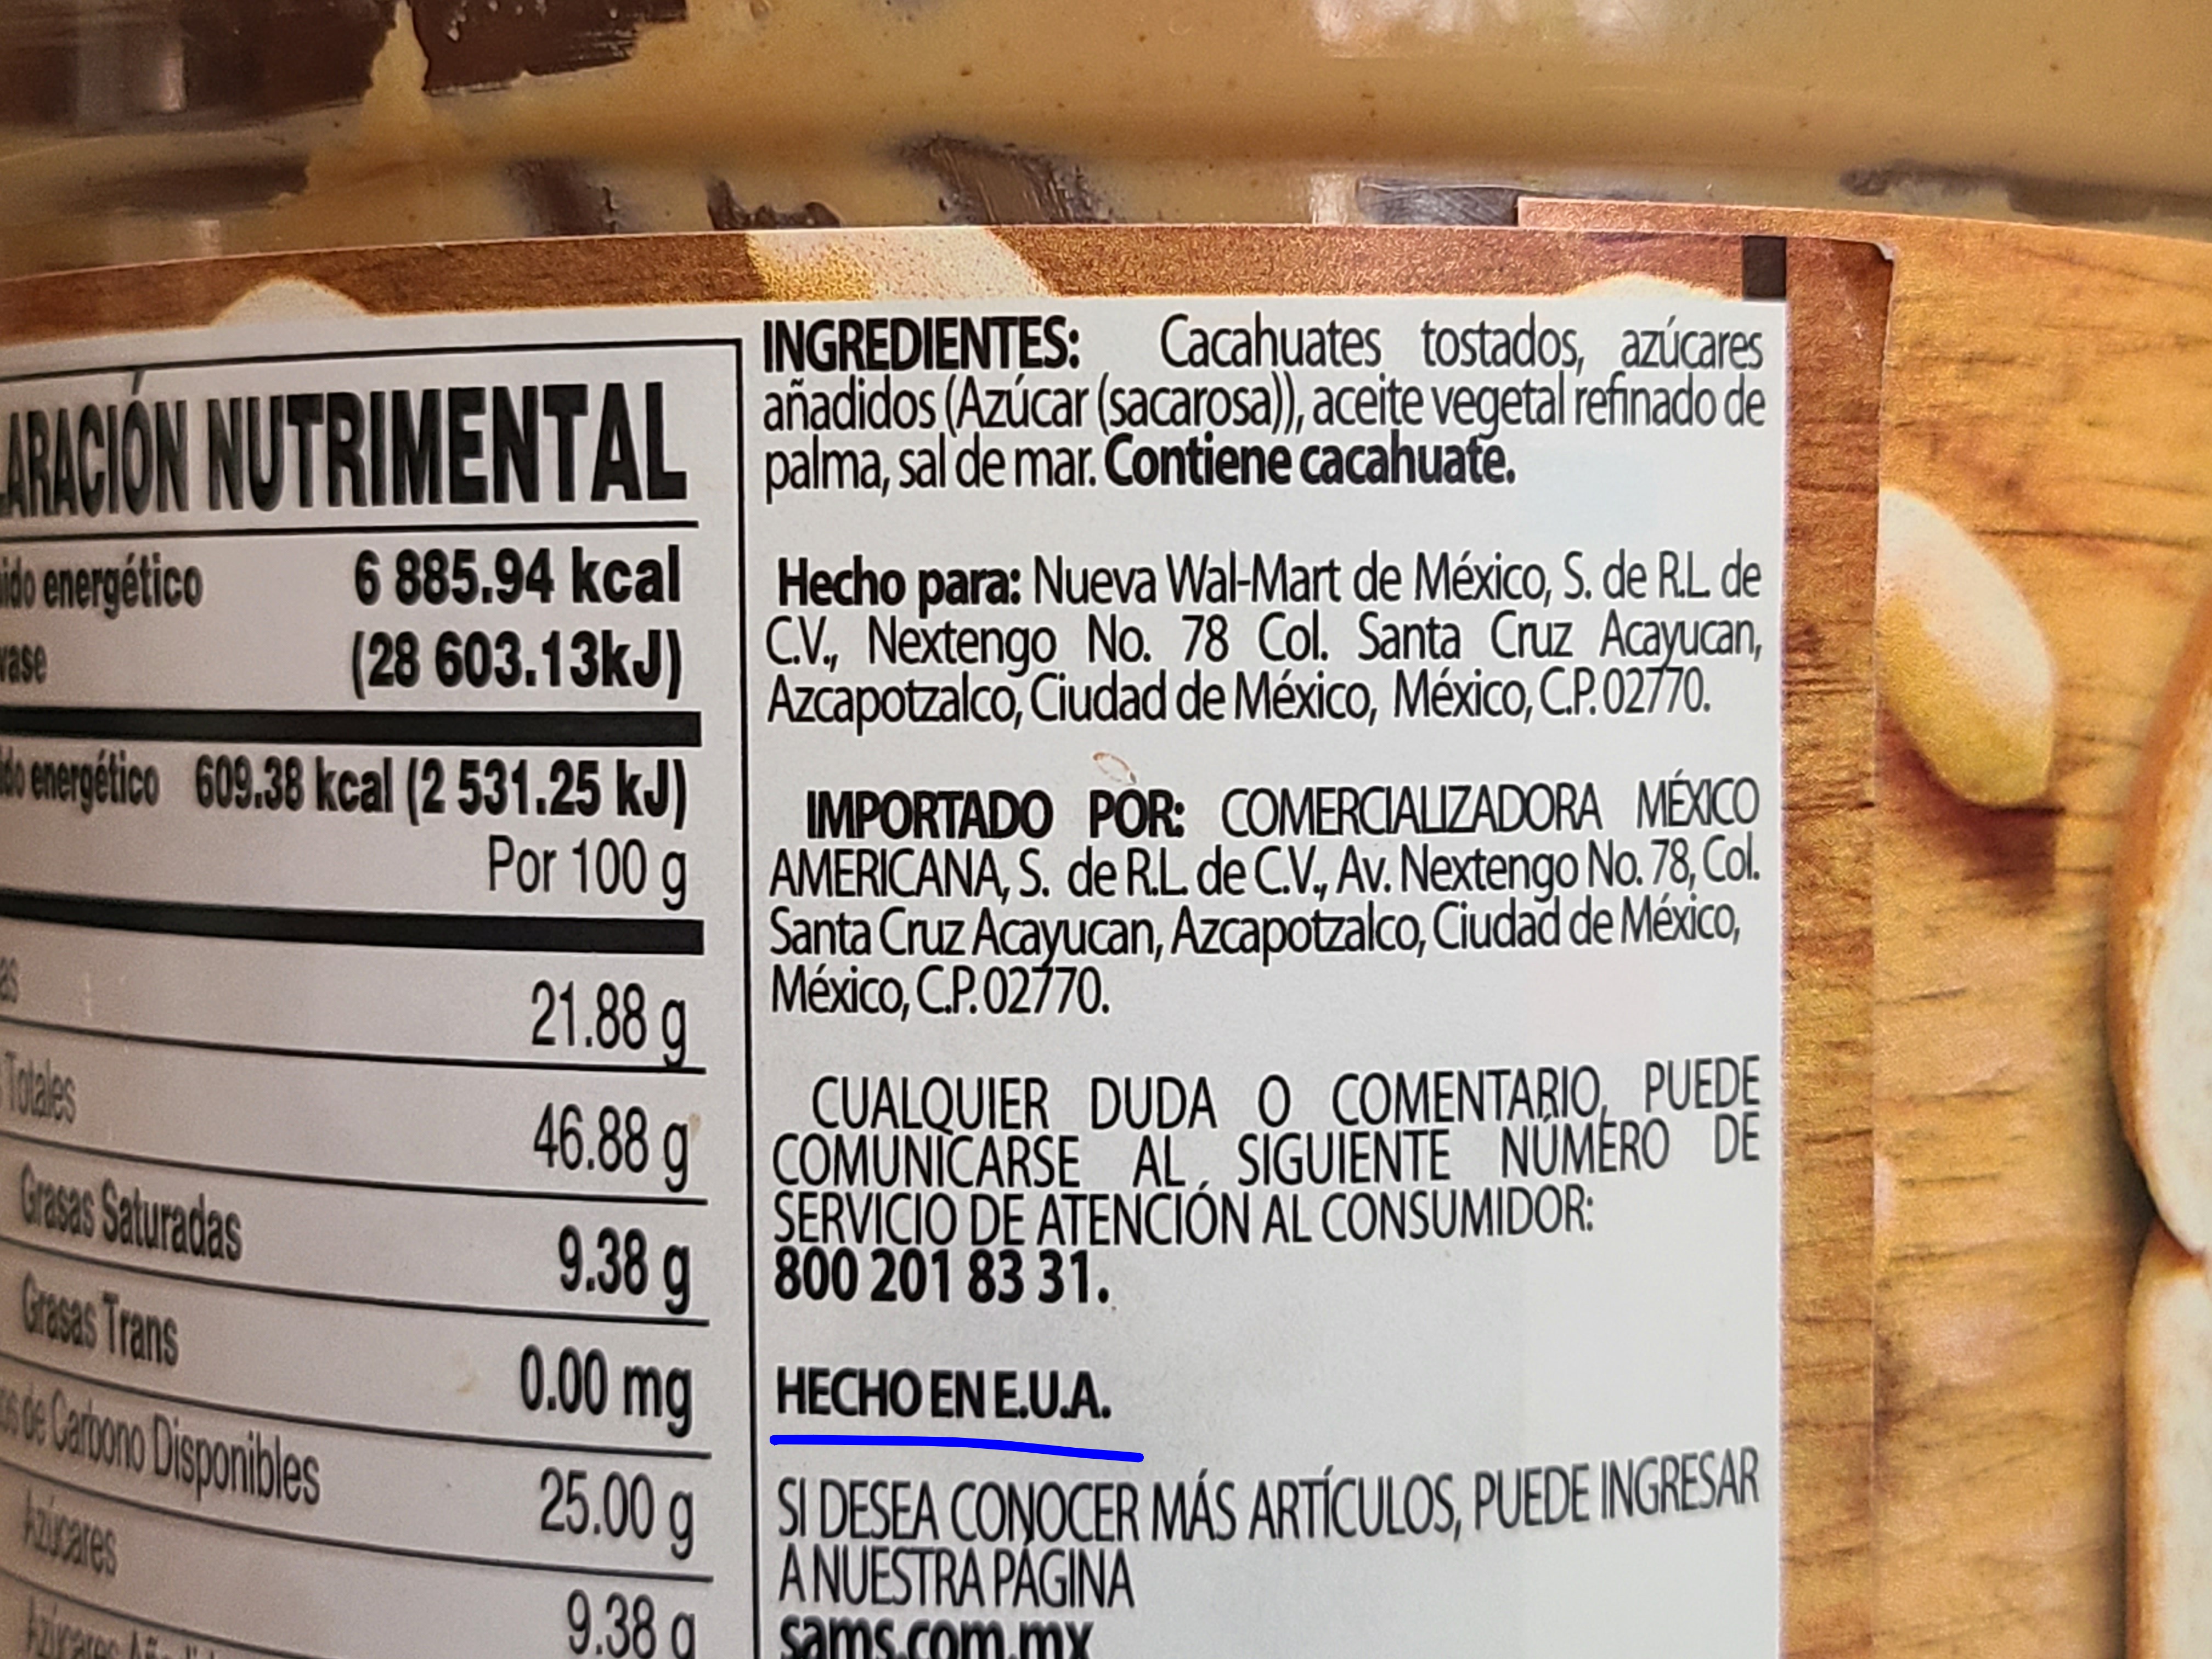 ARACIÓN NUTRIMENTAL
ido energético 6 885.94 kcal
vase (28 603.13kJ)
ido energético 609.38 kcal (2 531.25 kJ)
Por 100 g
as 21.88 g
Totales 46.88 g
Grasas Saturadas 9.38 g
Grasas Trans 0.00 mg
os de Carbono Disponibles 25.00 g
Azúcares 9.38 g
INGREDIENTES: Cacahuates tostados, azúcares
añadidos (Azúcar (sacarosa)), aceite vegetal refinado de
palma, sal de mar. Contiene cacahuate.
Hecho para: Nueva Wal-Mart de México, S. de R.L. de
C.V., Nextengo No. 78 Col. Santa Cruz Acayucan,
Azcapotzalco, Ciudad de México, México, C.P. 02770.
IMPORTADO POR: COMERCIALIZADORA MÉXICO
AMERICANA, S. de R.L. de C.V., Av. Nextengo No. 78, Col.
Santa Cruz Acayucan, Azcapotzalco, Ciudad de México,
México, C.P. 02770.
CUALQUIER DUDA O COMENTARIO, PUEDE
COMUNICARSE AL SIGUIENTE NÚMERO DE
SERVICIO DE ATENCIÓN AL CONSUMIDOR:
800 201 83 31.
HECHO EN E.U.A.
SI DESEA CONOCER MÁS ARTÍCULOS, PUEDE INGRESAR
A NUESTRA PÁGINA
sams.com.mx